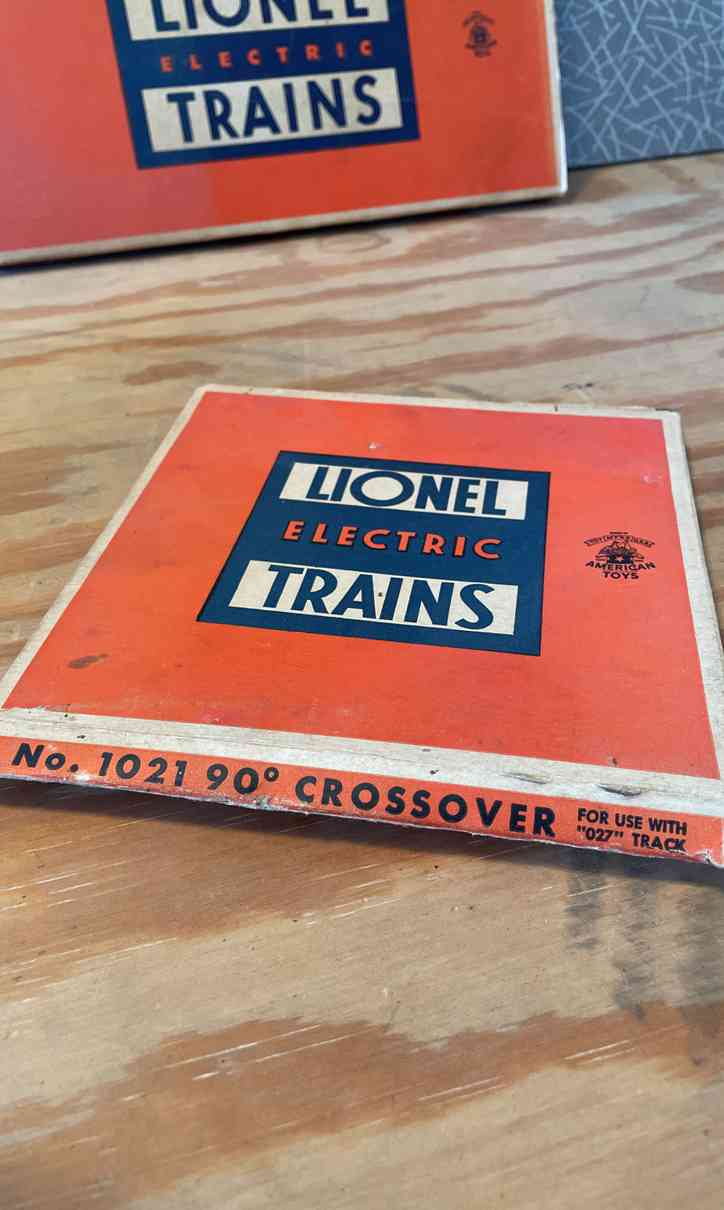 LIONEL
ELECTRIC
TRAINS
LIONEL
ELECTRIC
TRAINS
AMERICAN
TOYS
No. 1021 90° CROSSOVER
FOR USE WITH
"027" TRACK